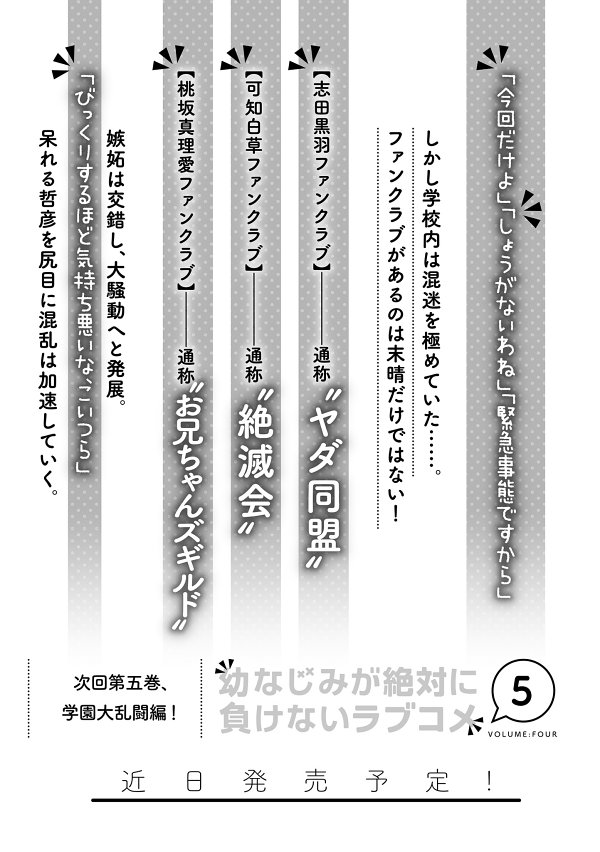 「今回だけよ」「しょうがないわね」「緊急事態ですから」
しかし学校内は混迷を極めていた……。
ファンクラブがあるのは末晴だけではない！
【志田黒羽ファンクラブ】――通称〝ヤダ同盟〟
【可知白草ファンクラブ】――通称〝絶滅会〟
【桃坂真理愛ファンクラブ】――通称〝お兄ちゃんズギルド〟
嫉妬は交錯し、大騒動へと発展。
「びっくりするほど気持ち悪いな、こいつら」
呆れる哲彦を尻目に混乱は加速していく。
幼なじみが絶対に
負けないラブコメ
5
VOLUME:FOUR
次回第五巻、
学園大乱闘編！
近日発売予定！